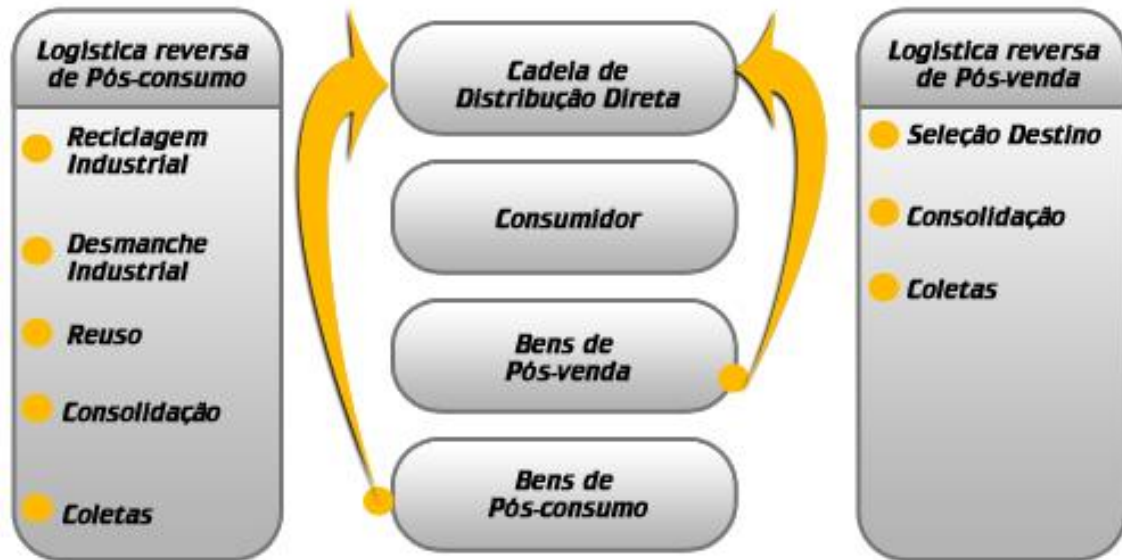 Logistica reversa
de Pós-consumo
Reciclagem
Industrial
Desmanche
Industrial
Reuso
Consolidação
Coletas
Cadeia de
Distribução Direta
Consumidor
Bens de
Pós-venda
Bens de
Pós-consumo
Logistica reversa
de Pós-venda
Seleção Destino
Consolidação
Coletas